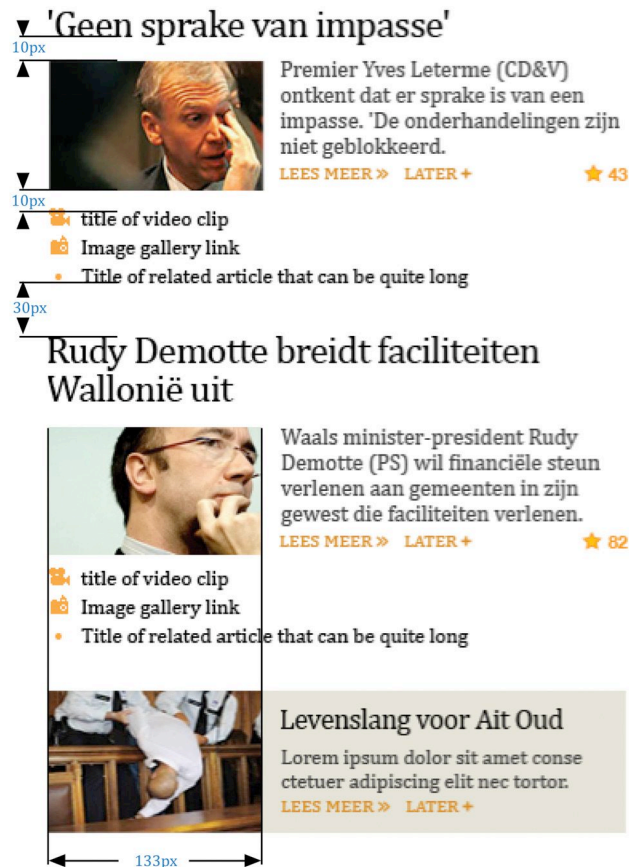 'Geen sprake van impasse'
10px
Premier Yves Leterme (CD&V)
ontkent dat er sprake is van een
impasse. 'De onderhandelingen zijn
niet geblokkeerd.
LEES MEER » LATER +
43
10px
title of video clip
Image gallery link
• Title of related article that can be quite long
30px
Rudy Demotte breidt faciliteiten
Wallonië uit
Waals minister-president Rudy
Demotte (PS) wil financiële steun
verlenen aan gemeenten in zijn
gewest die faciliteiten verlenen.
LEES MEER » LATER +
82
title of video clip
Image gallery link
• Title of related article that can be quite long
Levenslang voor Ait Oud
Lorem ipsum dolor sit amet conse
ctetuer adipiscing elit nec tortor.
LEES MEER » LATER +
133px